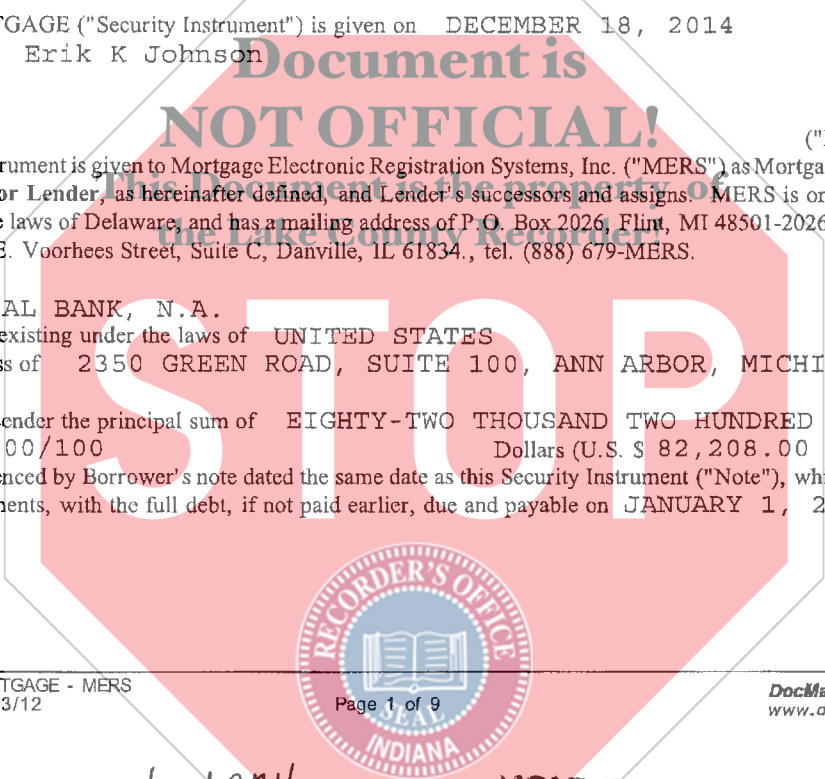 TGAGE ("Security Instrument") is given on DECEMBER 18, 2014
Erik K Johnson
Document is
NOT OFFICIAL!
rument is given to Mortgage Electronic Registration Systems, Inc. ("MERS") as Mortga
or Lender, as hereinafter defined, and Lender's successors and assigns. MERS is or
This Document is the property of
e laws of Delaware, and has a mailing address of P.O. Box 2026, Flint, MI 48501-2026
the Lake County Recorder!
E. Voorhees Street, Suite C, Danville, IL 61834., tel. (888) 679-MERS.
AL BANK, N.A.
existing under the laws of UNITED STATES
s of 2350 GREEN ROAD, SUITE 100, ANN ARBOR, MICHI
STOP
ender the principal sum of EIGHTY-TWO THOUSAND TWO HUNDRED
00/100 Dollars (U.S. $ 82,208.00
enced by Borrower's note dated the same date as this Security Instrument ("Note"), whi
ents, with the full debt, if not paid earlier, due and payable on JANUARY 1, 2
RECORDER'S OFFICE
SEAL
INDIANA
TGAGE - MERS
3/12 Page 1 of 9
DocMa
www.d